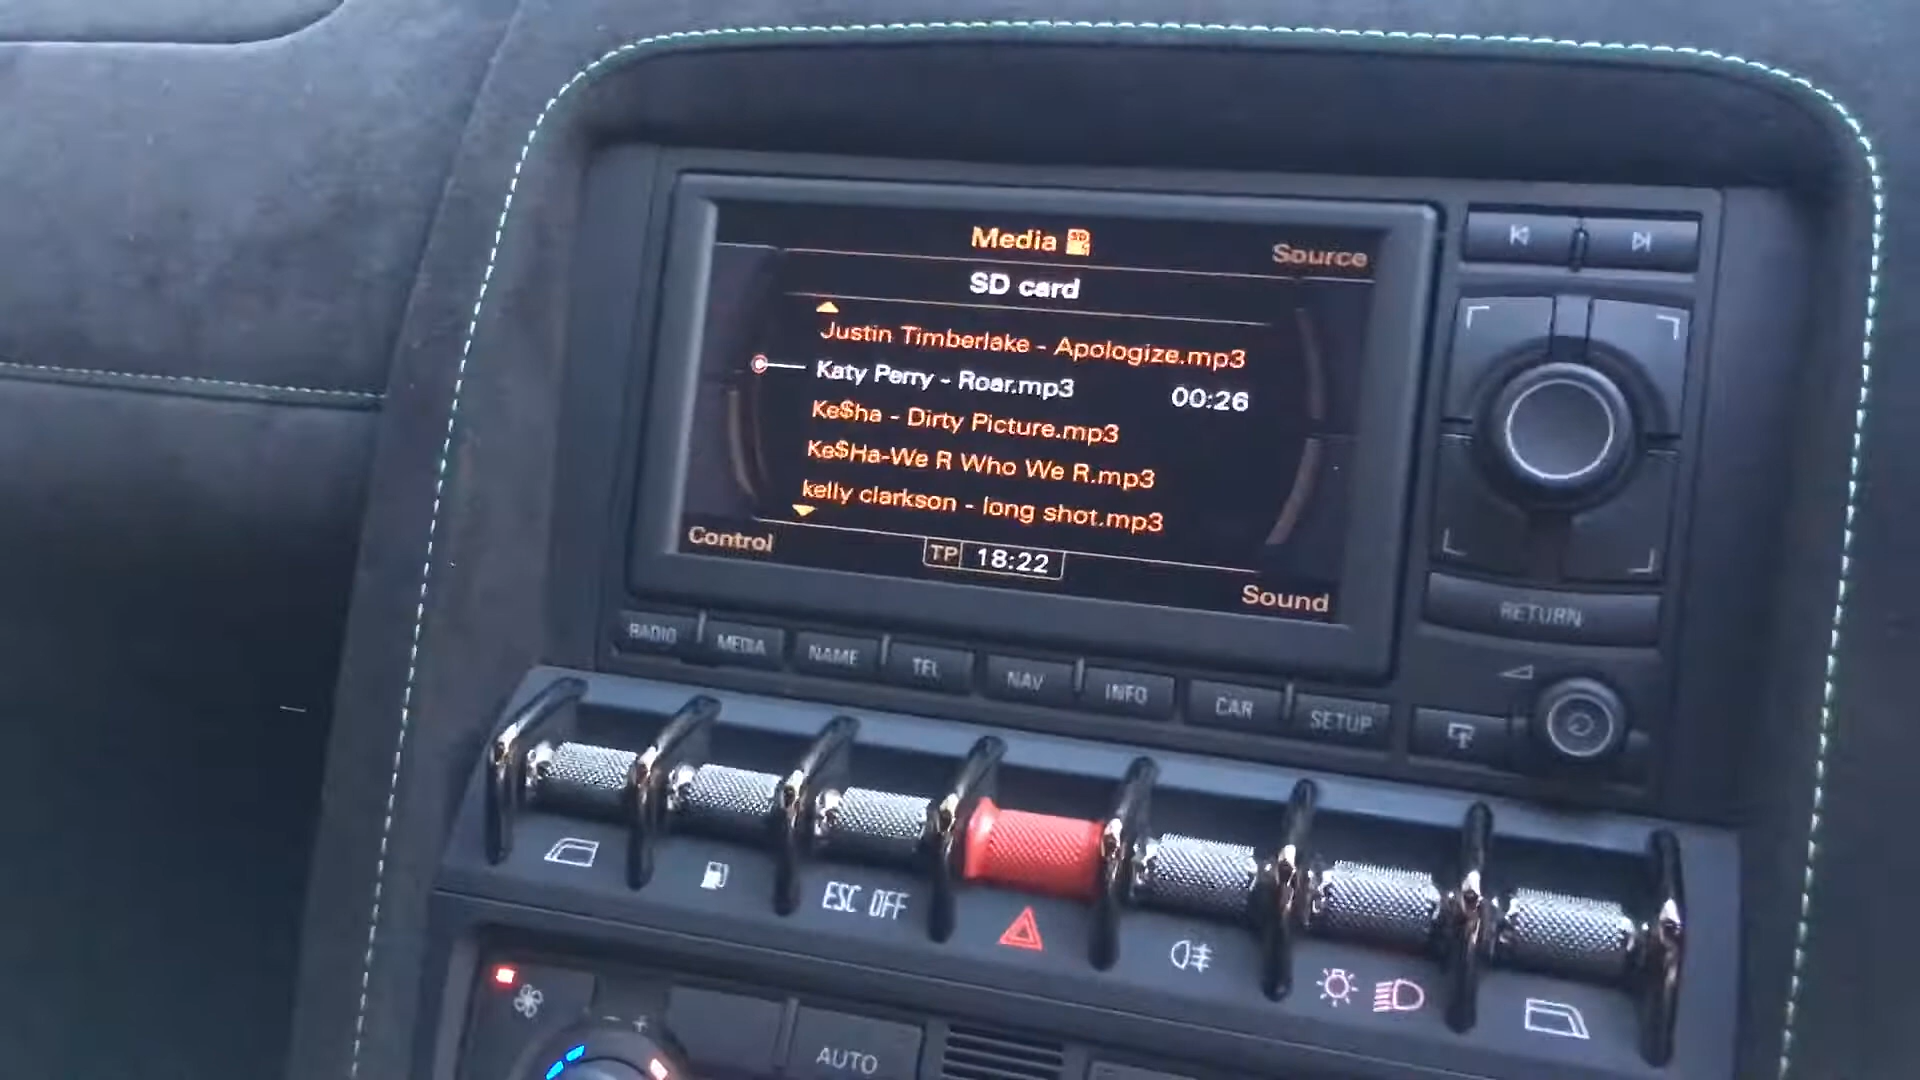 Media SD
Source
SD card
Justin Timberlake - Apologize.mp3
Katy Perry - Roar.mp3 00:26
Ke$ha - Dirty Picture.mp3
Ke$Ha-We R Who We R.mp3
kelly clarkson - long shot.mp3
Control
TP 18:22
Sound
RETURN
RADIO MEDIA NAME TEL NAV INFO CAR SETUP
ESC OFF
- +
AUTO